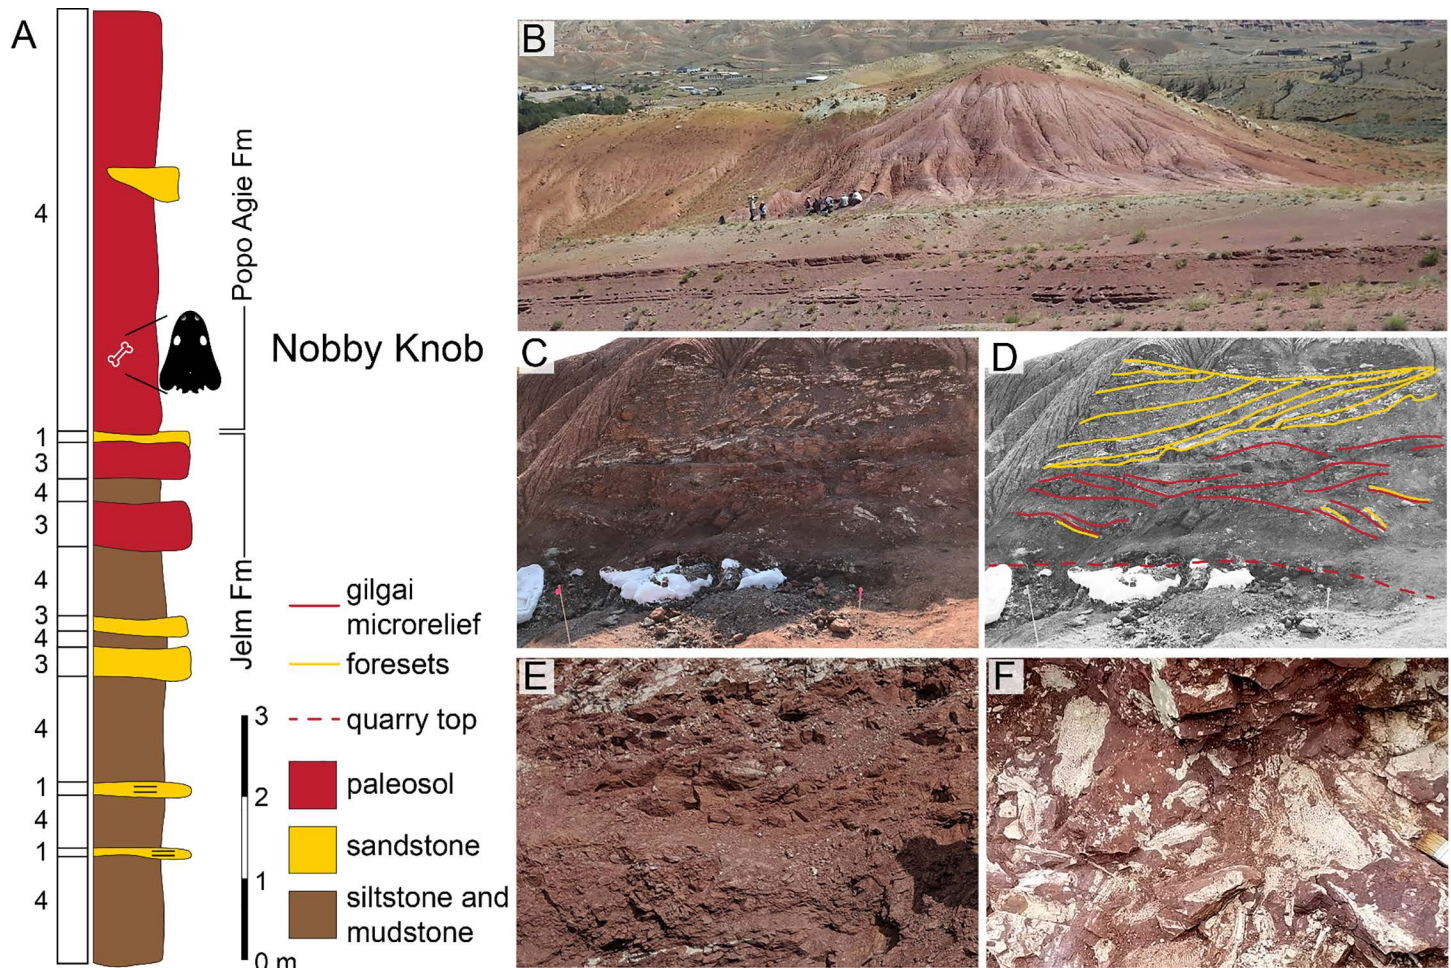 A
4
1
3
4
3
4
3
4
3
4
1
4
1
4
Popo Agie Fm
Jelm Fm
Nobby Knob
gilgai
microrelief
foresets
quarry top
paleosol
sandstone
siltstone and
mudstone
3
2
1
0 m
B
C
D
E
F